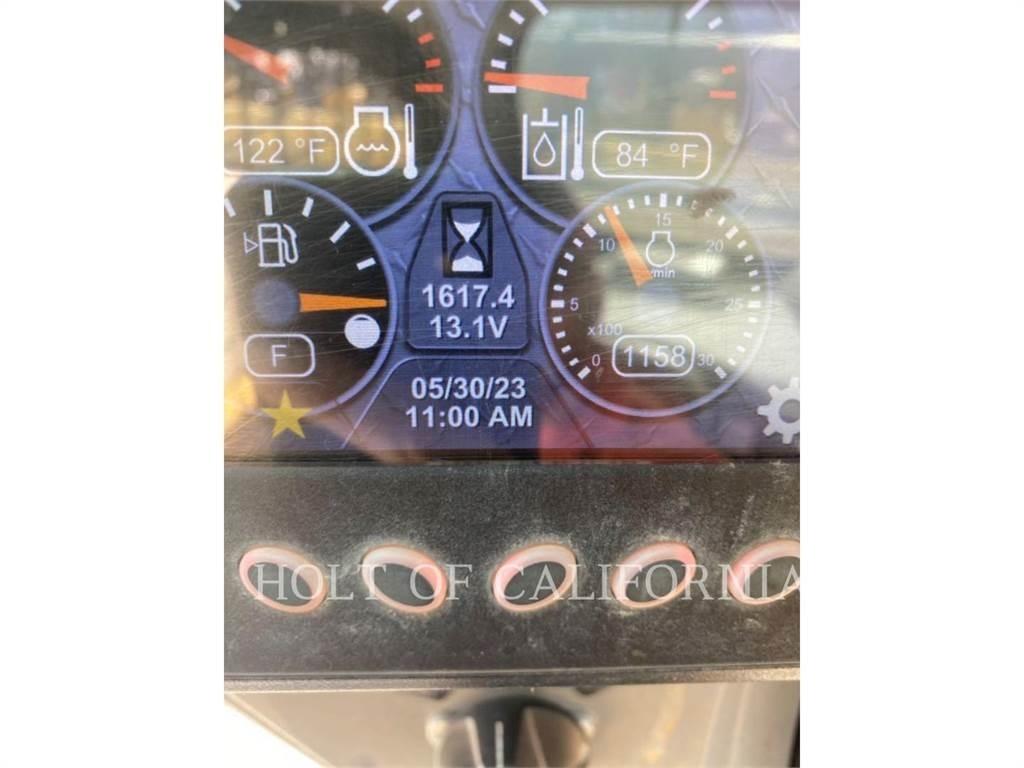 122 °F
84 °F
15
10
20
/min
5
25
x100
0
30
1158
1617.4
13.1V
F
05/30/23
11:00 AM
HOLT OF CALIFORNIA